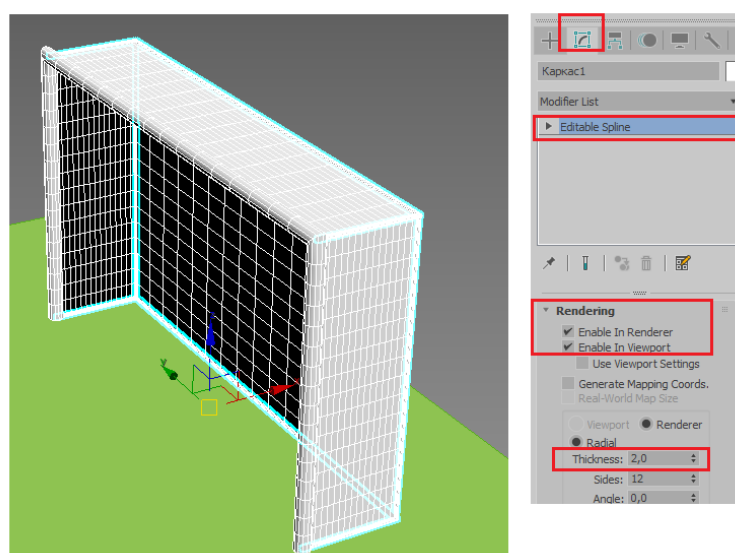 Каркас1
Modifier List
Editable Spline
Rendering
Enable In Renderer
Enable In Viewport
Use Viewport Settings
Generate Mapping Coords.
Real-World Map Size
Viewport Renderer
Radial
Thickness: 2,0
Sides: 12
Angle: 0,0